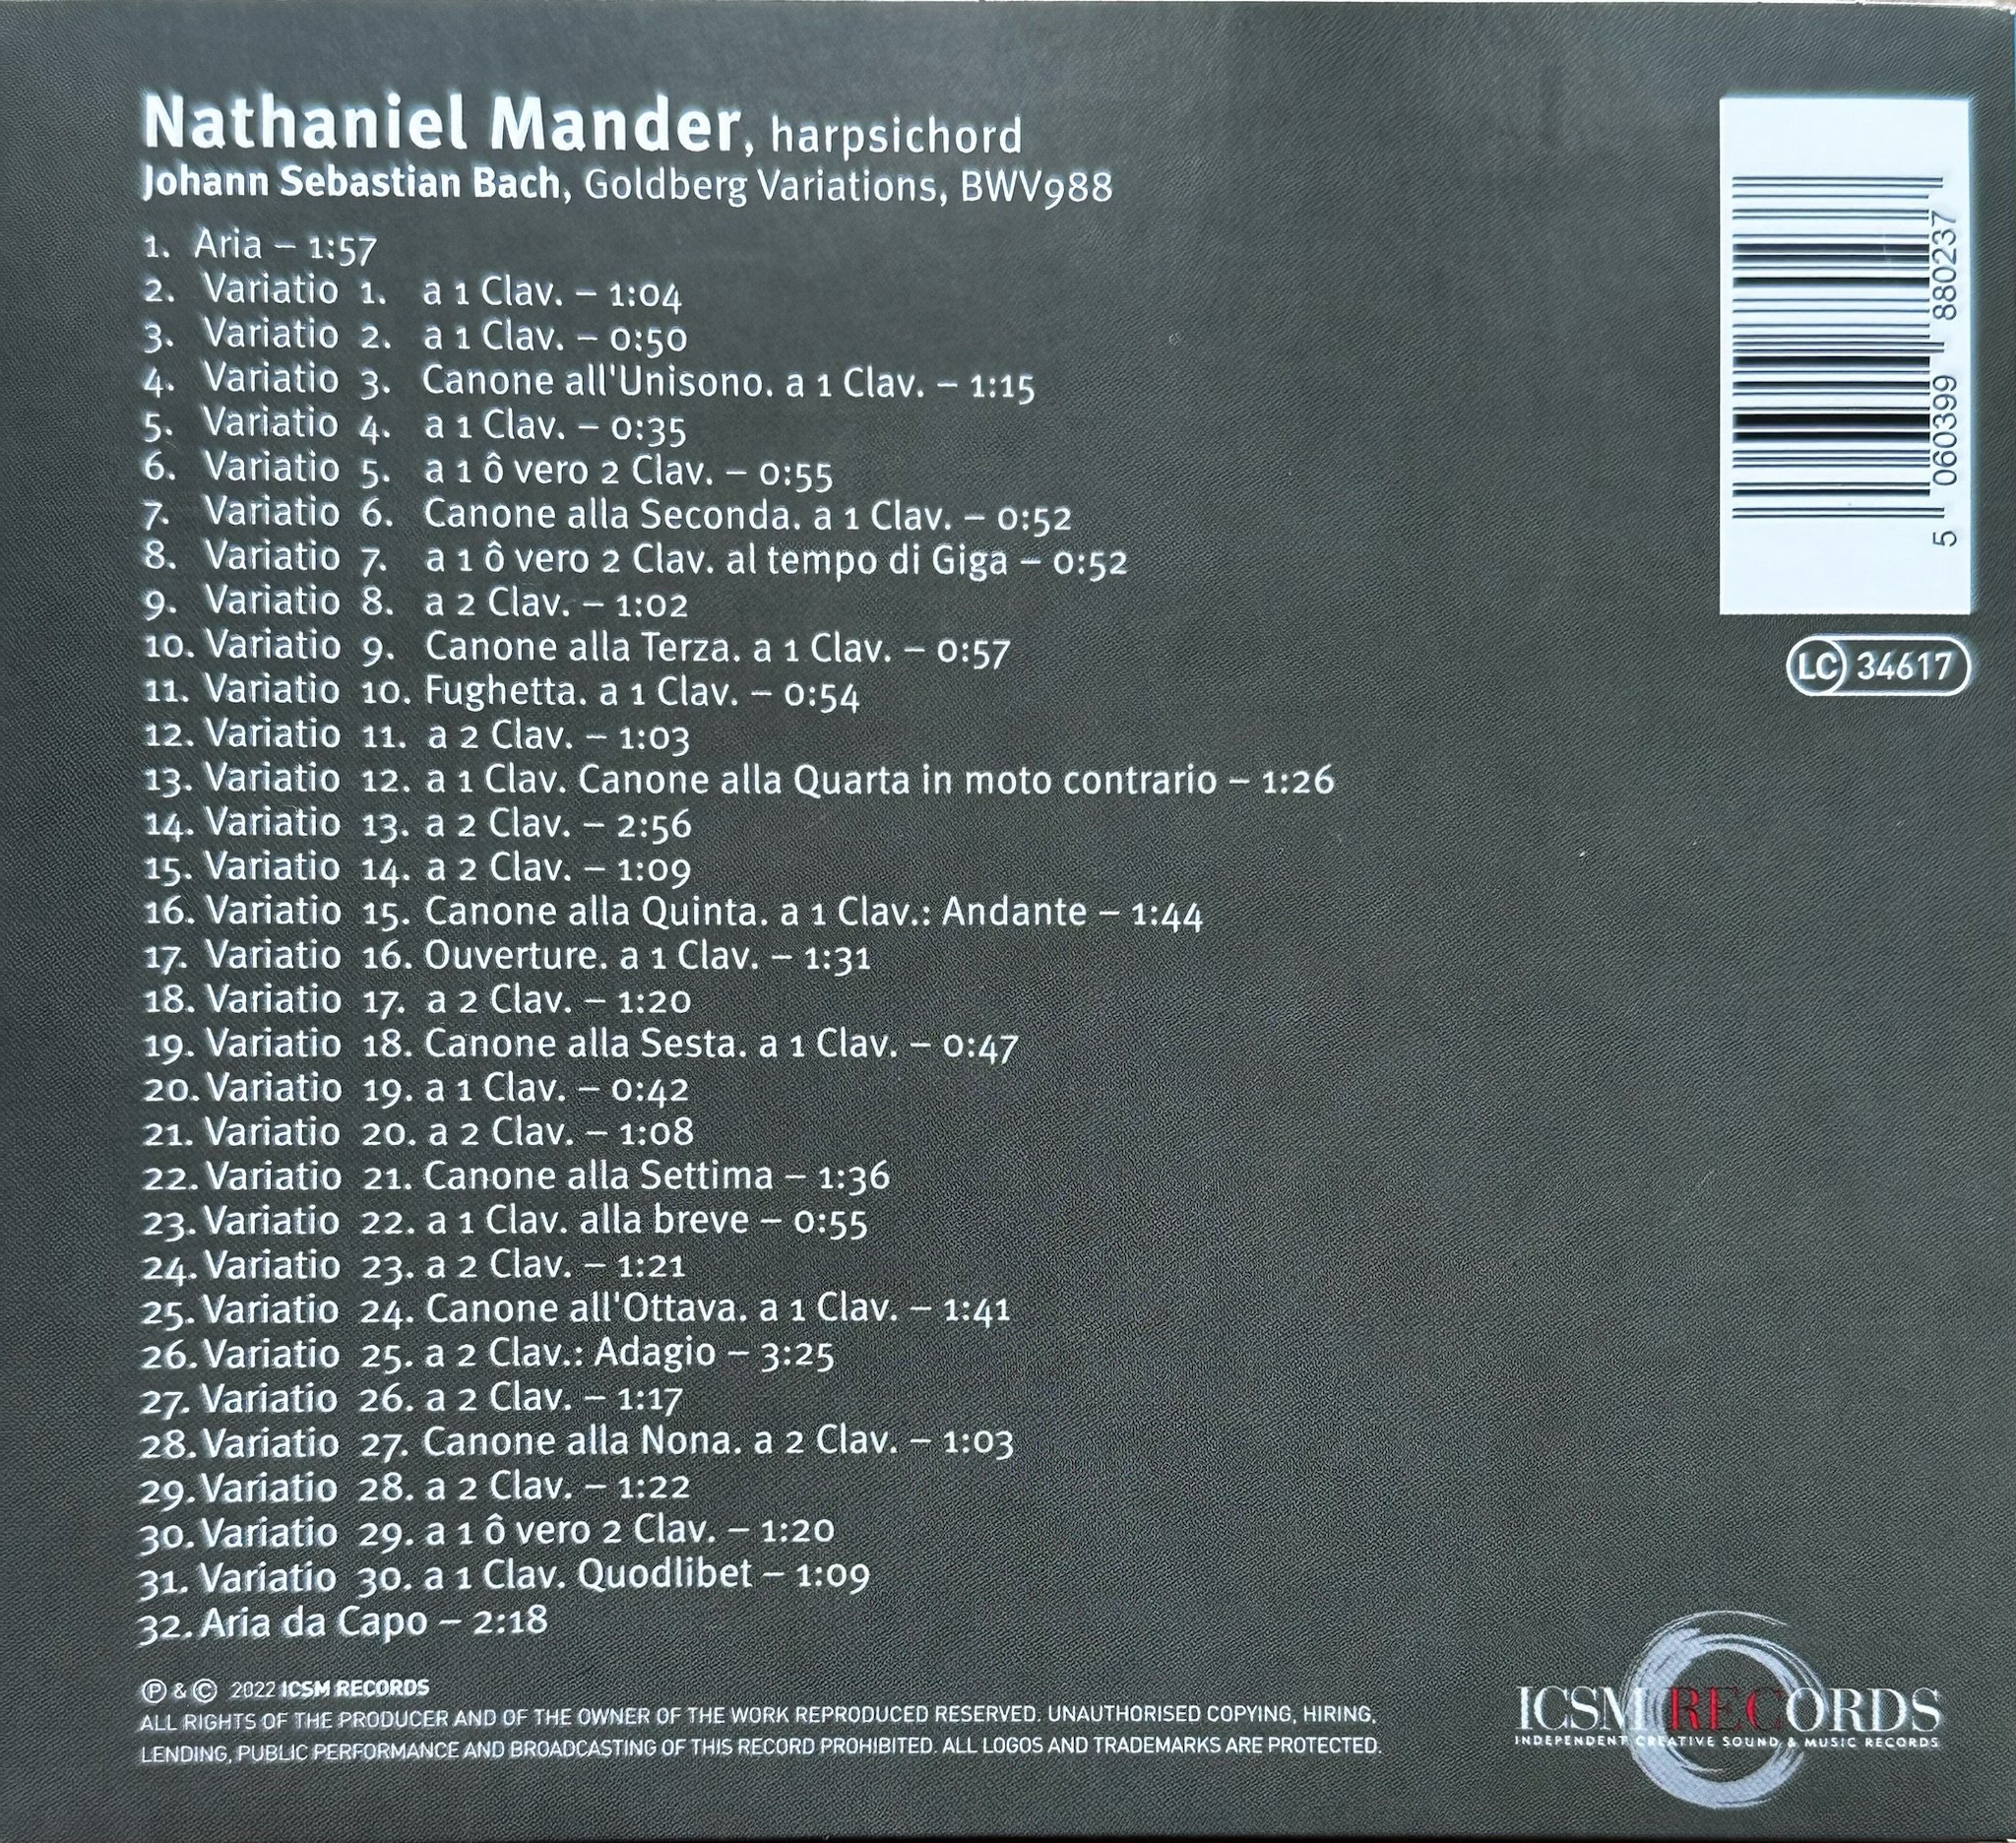 Nathaniel Mander, harpsichord
Johann Sebastian Bach, Goldberg Variations, BWV988
1. Aria – 1:57
2. Variatio 1. a 1 Clav. – 1:04
3. Variatio 2. a 1 Clav. – 0:50
4. Variatio 3. Canone all'Unisono. a 1 Clav. – 1:15
5. Variatio 4. a 1 Clav. – 0:35
6. Variatio 5. a 1 ô vero 2 Clav. – 0:55
7. Variatio 6. Canone alla Seconda. a 1 Clav. – 0:52
8. Variatio 7. a 1 ô vero 2 Clav. al tempo di Giga – 0:52
9. Variatio 8. a 2 Clav. – 1:02
10. Variatio 9. Canone alla Terza. a 1 Clav. – 0:57
11. Variatio 10. Fughetta. a 1 Clav. – 0:54
12. Variatio 11. a 2 Clav. – 1:03
13. Variatio 12. a 1 Clav. Canone alla Quarta in moto contrario – 1:26
14. Variatio 13. a 2 Clav. – 2:56
15. Variatio 14. a 2 Clav. – 1:09
16. Variatio 15. Canone alla Quinta. a 1 Clav.: Andante – 1:44
17. Variatio 16. Ouverture. a 1 Clav. – 1:31
18. Variatio 17. a 2 Clav. – 1:20
19. Variatio 18. Canone alla Sesta. a 1 Clav. – 0:47
20. Variatio 19. a 1 Clav. – 0:42
21. Variatio 20. a 2 Clav. – 1:08
22. Variatio 21. Canone alla Settima – 1:36
23. Variatio 22. a 1 Clav. alla breve – 0:55
24. Variatio 23. a 2 Clav. – 1:21
25. Variatio 24. Canone all'Ottava. a 1 Clav. – 1:41
26. Variatio 25. a 2 Clav.: Adagio – 3:25
27. Variatio 26. a 2 Clav. – 1:17
28. Variatio 27. Canone alla Nona. a 2 Clav. – 1:03
29. Variatio 28. a 2 Clav. – 1:22
30. Variatio 29. a 1 ô vero 2 Clav. – 1:20
31. Variatio 30. a 1 Clav. Quodlibet – 1:09
32. Aria da Capo – 2:18
℗ & © 2022 ICSM RECORDS
ALL RIGHTS OF THE PRODUCER AND OF THE OWNER OF THE WORK REPRODUCED RESERVED. UNAUTHORISED COPYING, HIRING,
LENDING, PUBLIC PERFORMANCE AND BROADCASTING OF THIS RECORD PROHIBITED. ALL LOGOS AND TRADEMARKS ARE PROTECTED.
5 060399 880237
LC 34617
ICSM RECORDS
INDEPENDENT CREATIVE SOUND & MUSIC RECORDS